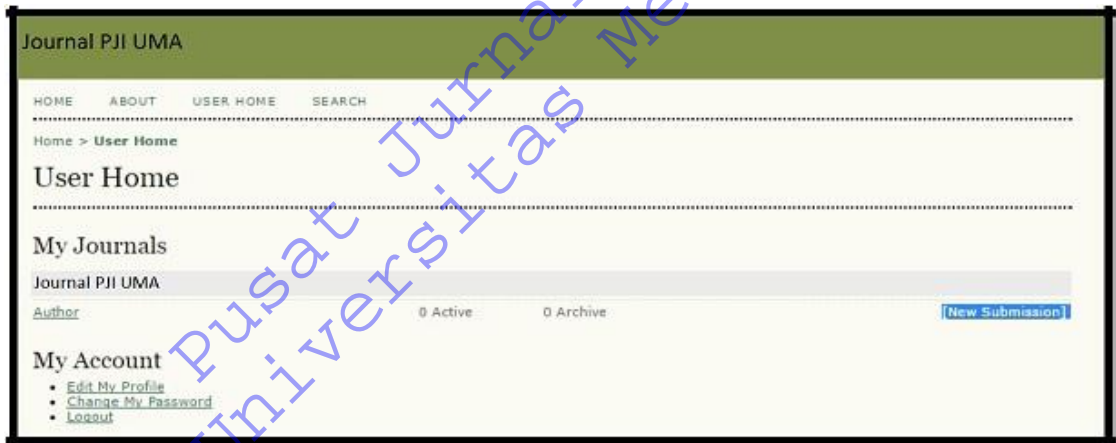 Journal PJI UMA
HOME ABOUT USER HOME SEARCH
Home > User Home
User Home
My Journals
Journal PJI UMA
Author 0 Active 0 Archive [New Submission]
My Account
Edit My Profile
Change My Password
Logout
Pusat Jurnal
Universitas Me